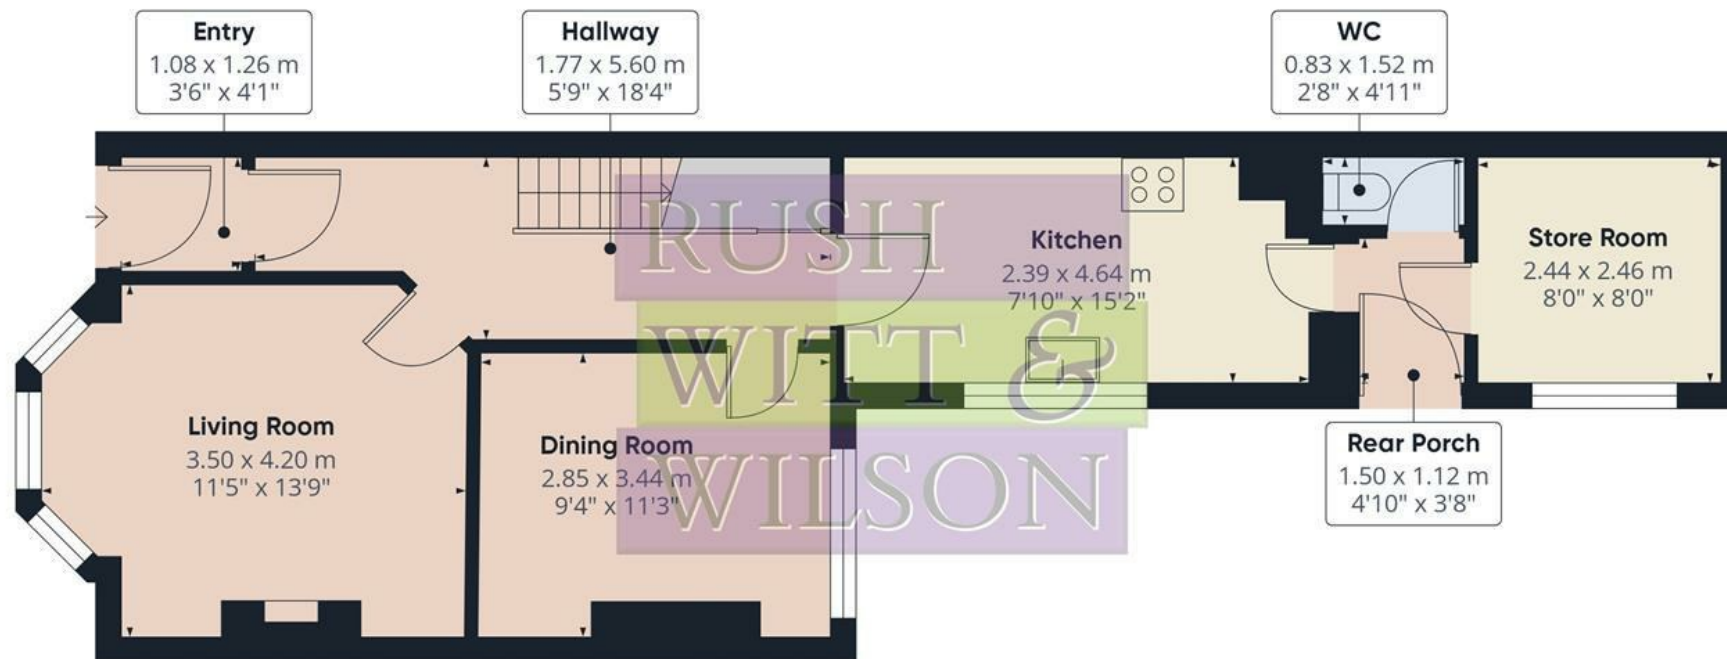 Entry
1.08 x 1.26 m
3'6" x 4'1"
Hallway
1.77 x 5.60 m
5'9" x 18'4"
WC
0.83 x 1.52 m
2'8" x 4'11"
Kitchen
2.39 x 4.64 m
7'10" x 15'2"
Store Room
2.44 x 2.46 m
8'0" x 8'0"
Living Room
3.50 x 4.20 m
11'5" x 13'9"
Dining Room
2.85 x 3.44 m
9'4" x 11'3"
Rear Porch
1.50 x 1.12 m
4'10" x 3'8"
RUSH
WITT &
WILSON